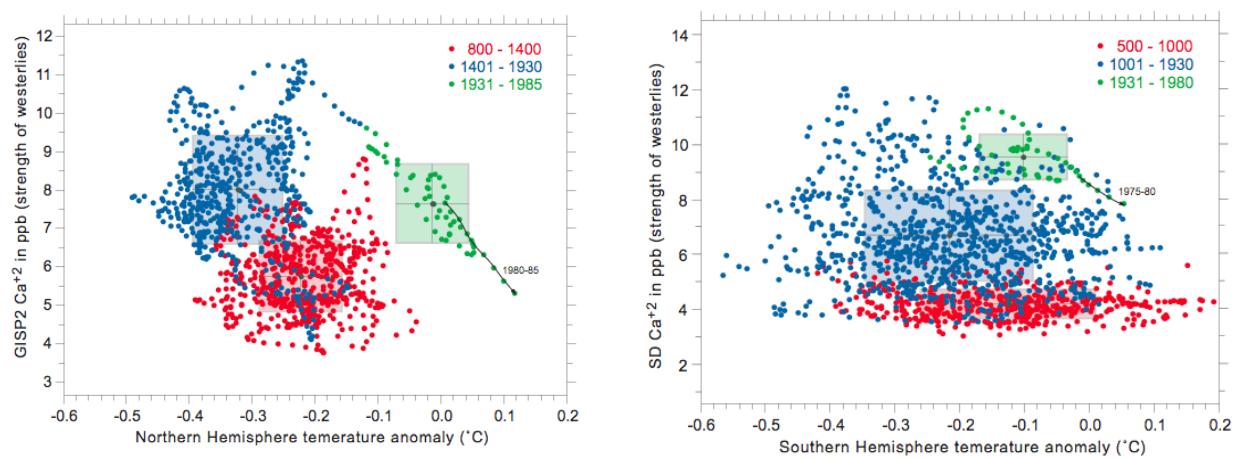 12
11
10
9
8
7
6
5
4
3
GISP2 Ca+2 in ppb (strength of westerlies)
800 - 1400
1401 - 1930
1931 - 1985
1980-85
-0.6 -0.5 -0.4 -0.3 -0.2 -0.1 0.0 0.1 0.2
Northern Hemisphere temerature anomaly (˚C)
14
12
10
8
6
4
2
SD Ca+2 in ppb (strength of westerlies)
500 - 1000
1001 - 1930
1931 - 1980
1975-80
-0.6 -0.5 -0.4 -0.3 -0.2 -0.1 0.0 0.1 0.2
Southern Hemisphere temerature anomaly (˚C)